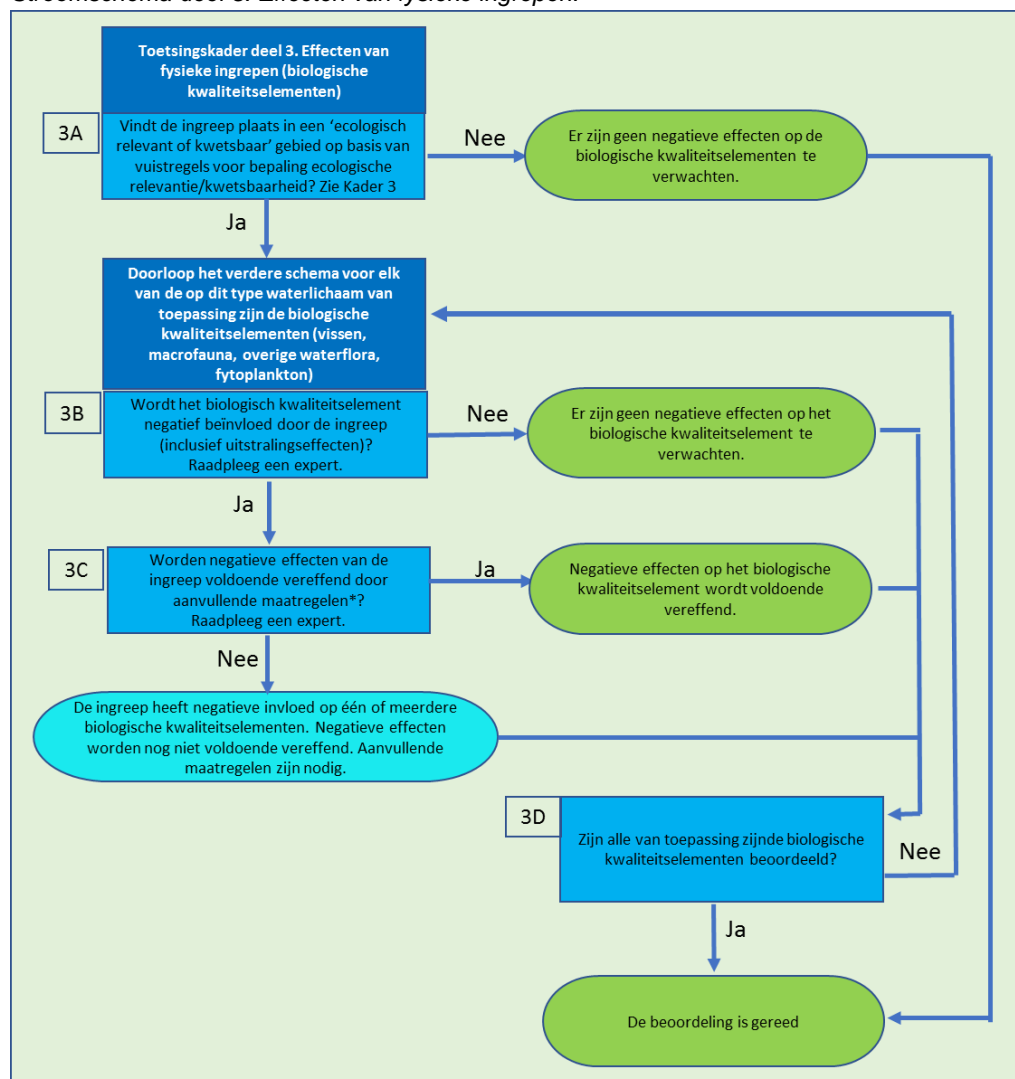 Toetsingskader deel 3. Effecten van
fysieke ingrepen (biologische
kwaliteitselementen)
3A
Vindt de ingreep plaats in een ‘ecologisch
relevant of kwetsbaar’ gebied op basis van
vuistregels voor bepaling ecologische
relevantie/kwetsbaarheid? Zie Kader 3
Nee
Er zijn geen negatieve effecten op de
biologische kwaliteitselementen te
verwachten.
Ja
Doorloop het verdere schema voor elk
van de op dit type waterlichaam van
toepassing zijn de biologische
kwaliteitselementen (vissen,
macrofauna, overige waterflora,
fytoplankton)
3B
Wordt het biologisch kwaliteitselement
negatief beïnvloed door de ingreep
(inclusief uitstralingseffecten)?
Raadpleeg een expert.
Nee
Er zijn geen negatieve effecten op het
biologische kwaliteitselement te
verwachten.
Ja
3C
Worden negatieve effecten van de
ingreep voldoende vereffend door
aanvullende maatregelen*?
Raadpleeg een expert.
Ja
Negatieve effecten op het biologische
kwaliteitselement wordt voldoende
vereffend.
Nee
De ingreep heeft negatieve invloed op één of meerdere
biologische kwaliteitselementen. Negatieve effecten
worden nog niet voldoende vereffend. Aanvullende
maatregelen zijn nodig.
3D
Zijn alle van toepassing zijnde biologische
kwaliteitselementen beoordeeld?
Nee
Ja
De beoordeling is gereed